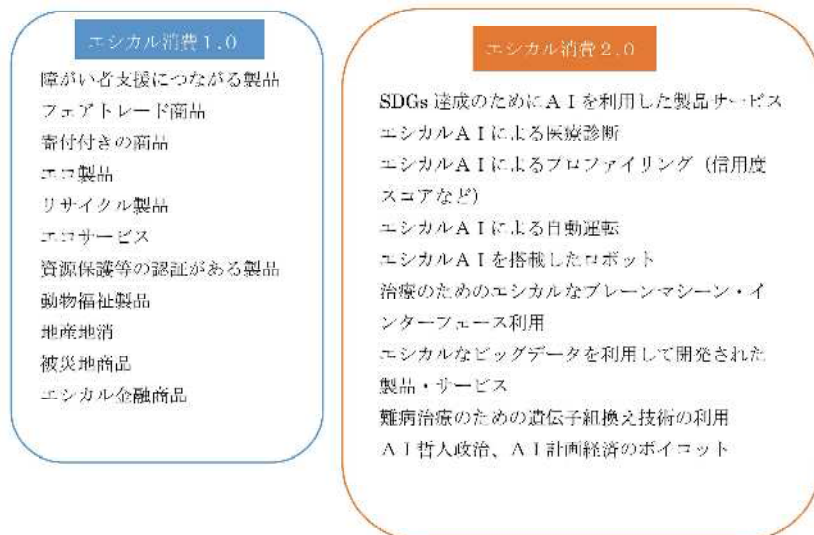 エシカル消費1.0
障がい者支援につながる製品
フェアトレード商品
寄付付きの商品
エコ製品
リサイクル製品
エコサービス
資源保護等の認証がある製品
動物福祉製品
地産地消
被災地商品
エシカル金融商品
エシカル消費2.0
SDGs 達成のためにAIを利用した製品サービス
エシカルAIによる医療診断
エシカルAIによるプロファイリング（信用度
スコアなど）
エシカルAIによる自動運転
エシカルAIを搭載したロボット
治療のためのエシカルなブレーンマシーン・イ
ンターフェース利用
エシカルなビッグデータを利用して開発された
製品・サービス
難病治療のための遺伝子組換え技術の利用
AI哲人政治、AI計画経済のボイコット